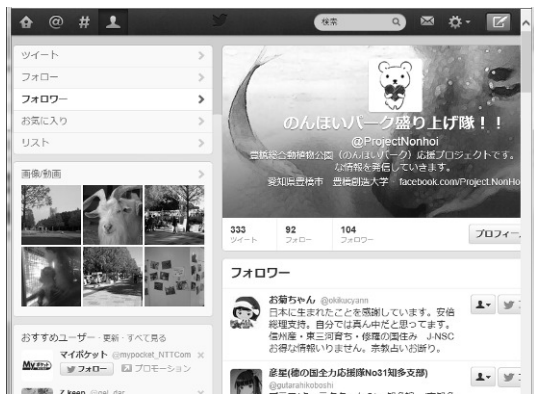 検索
ツイート
フォロー
フォロワー
お気に入り
リスト
画像/動画
おすすめユーザー · 更新 · すべて見る
マイポケット @mypocket_NTTCom
フォロー
プロモーション
のんほいパーク盛り上げ隊！！
@ProjectNonhoi
豊橋総合動植物公園（のんほいパーク）応援プロジェクトです。
な情報を発信していきます。
愛知県豊橋市 豊橋創造大学 facebook.com/Project.NonHo
333
ツイート
92
フォロー
104
フォロワー
プロフィー
フォロワー
お菊ちゃん @okikucyann
日本に生まれたことを感謝しています。安倍
総理支持。自分では真ん中だと思ってます。
信州産・東三河育ち・修羅の国住み J-NSC
お得な情報いりません。宗教占いお断り。
彦星(穂の国全力応援隊No31知多支部)
@gutarahikoboshi